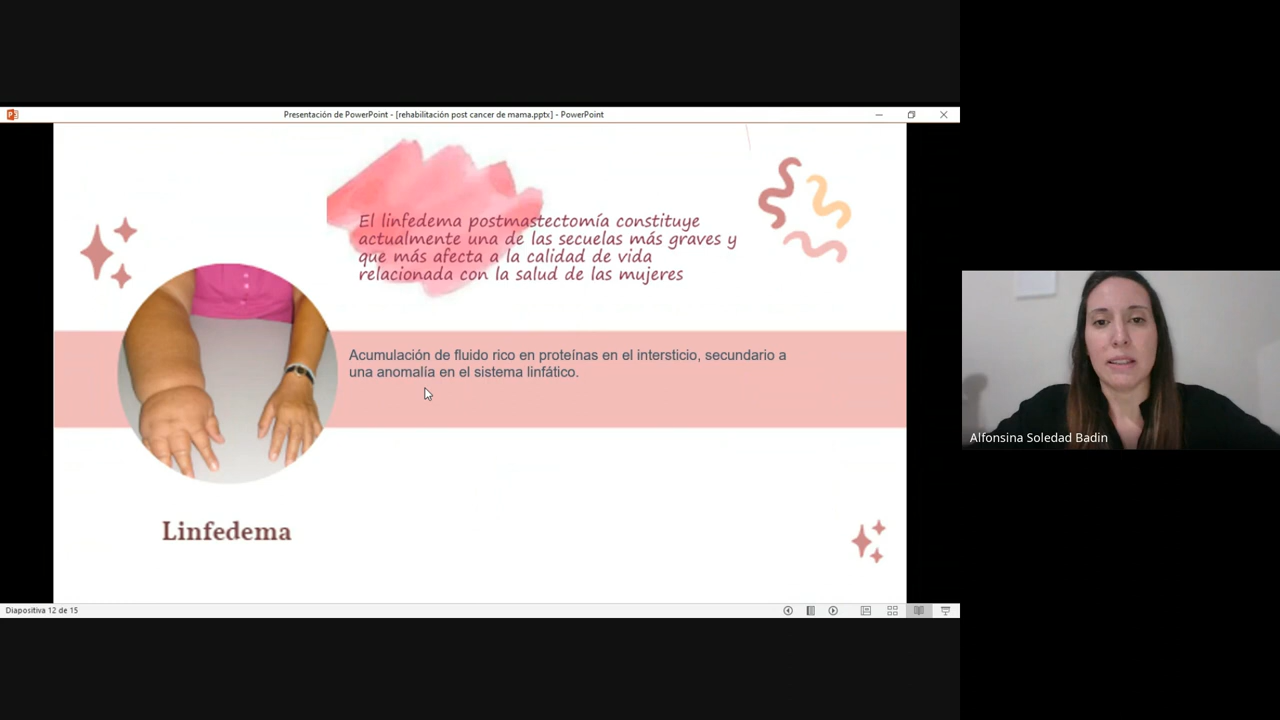 Presentación de PowerPoint - [rehabilitación post cancer de mama.pptx] - PowerPoint
El linfedema postmastectomía constituye
actualmente una de las secuelas más graves y
que más afecta a la calidad de vida
relacionada con la salud de las mujeres
Acumulación de fluido rico en proteínas en el intersticio, secundario a
una anomalía en el sistema linfático.
Linfedema
Diapositiva 12 de 15
Alfonsina Soledad Badin